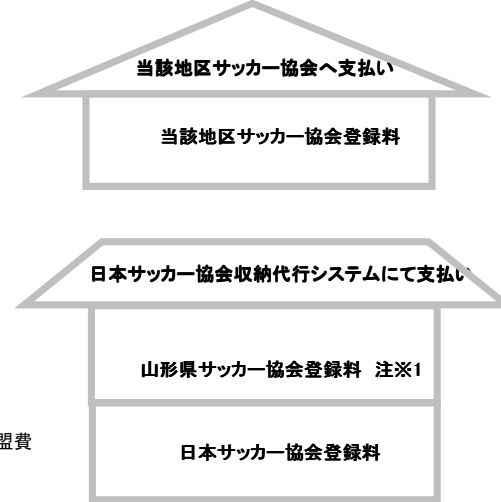 当該地区サッカー協会へ支払い
当該地区サッカー協会登録料
日本サッカー協会収納代行システムにて支払い
山形県サッカー協会登録料 注※1
盟費
日本サッカー協会登録料